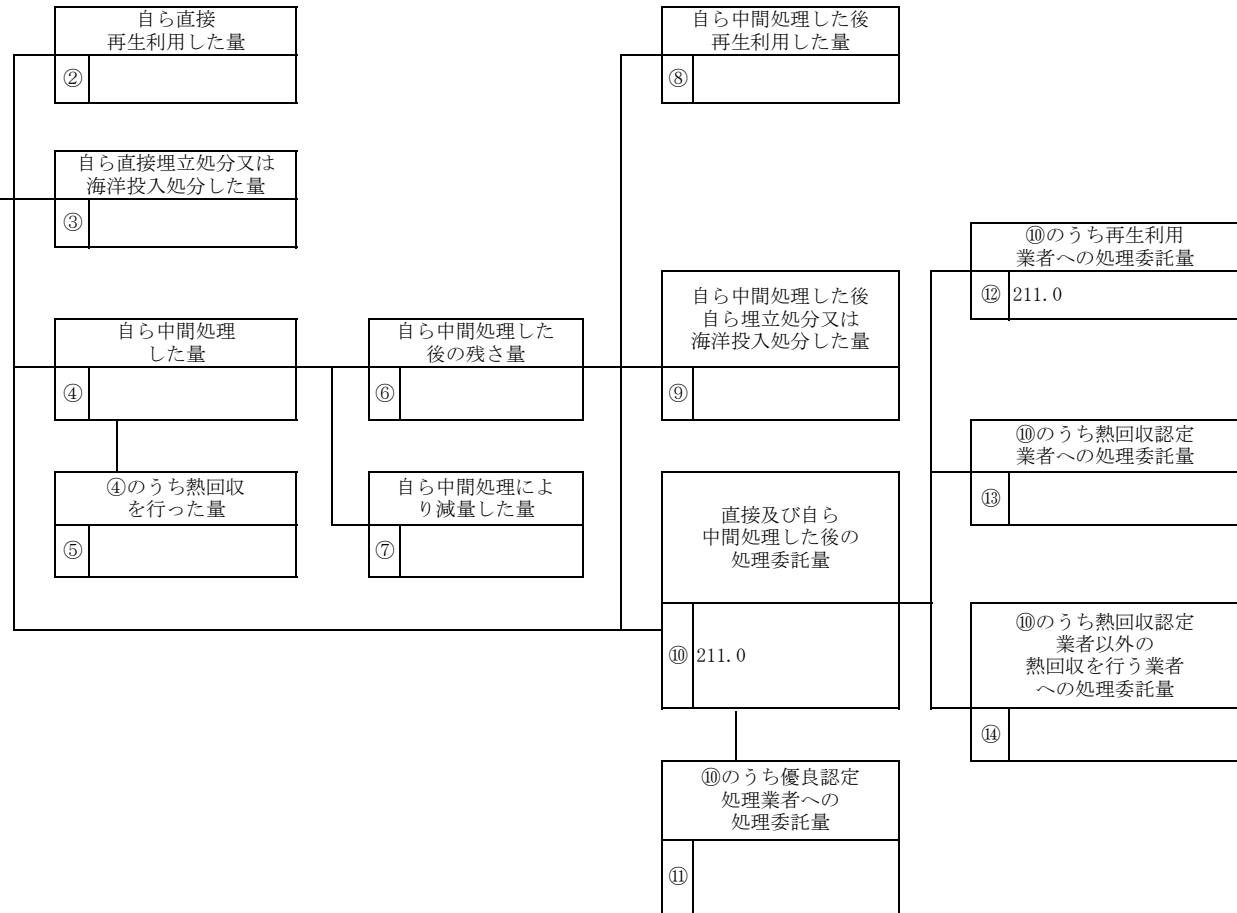 自ら直接
再生利用した量
②
自ら中間処理した後
再生利用した量
⑧
自ら直接埋立処分又は
海洋投入処分した量
③
⑩のうち再生利用
業者への処理委託量
⑫ 211.0
自ら中間処理
した量
④
自ら中間処理した
後の残さ量
⑥
自ら中間処理した後
自ら埋立処分又は
海洋投入処分した量
⑨
⑩のうち熱回収認定
業者への処理委託量
⑬
④のうち熱回収
を行った量
⑤
自ら中間処理によ
り減量した量
⑦
直接及び自ら
中間処理した後の
処理委託量
⑩ 211.0
⑩のうち熱回収認定
業者以外の
熱回収を行う業者
への処理委託量
⑭
⑩のうち優良認定
処理業者への
処理委託量
⑪